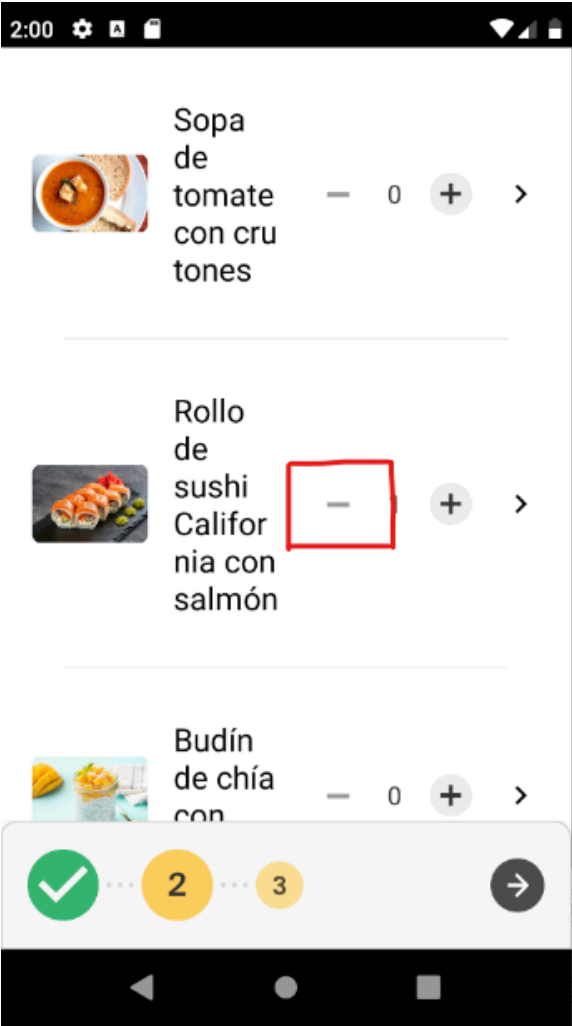 2:00
Sopa
de
tomate
con cru
tones
0
Rollo
de
sushi
Califor
nia con
salmón
Budín
de chía
con
0
2
3